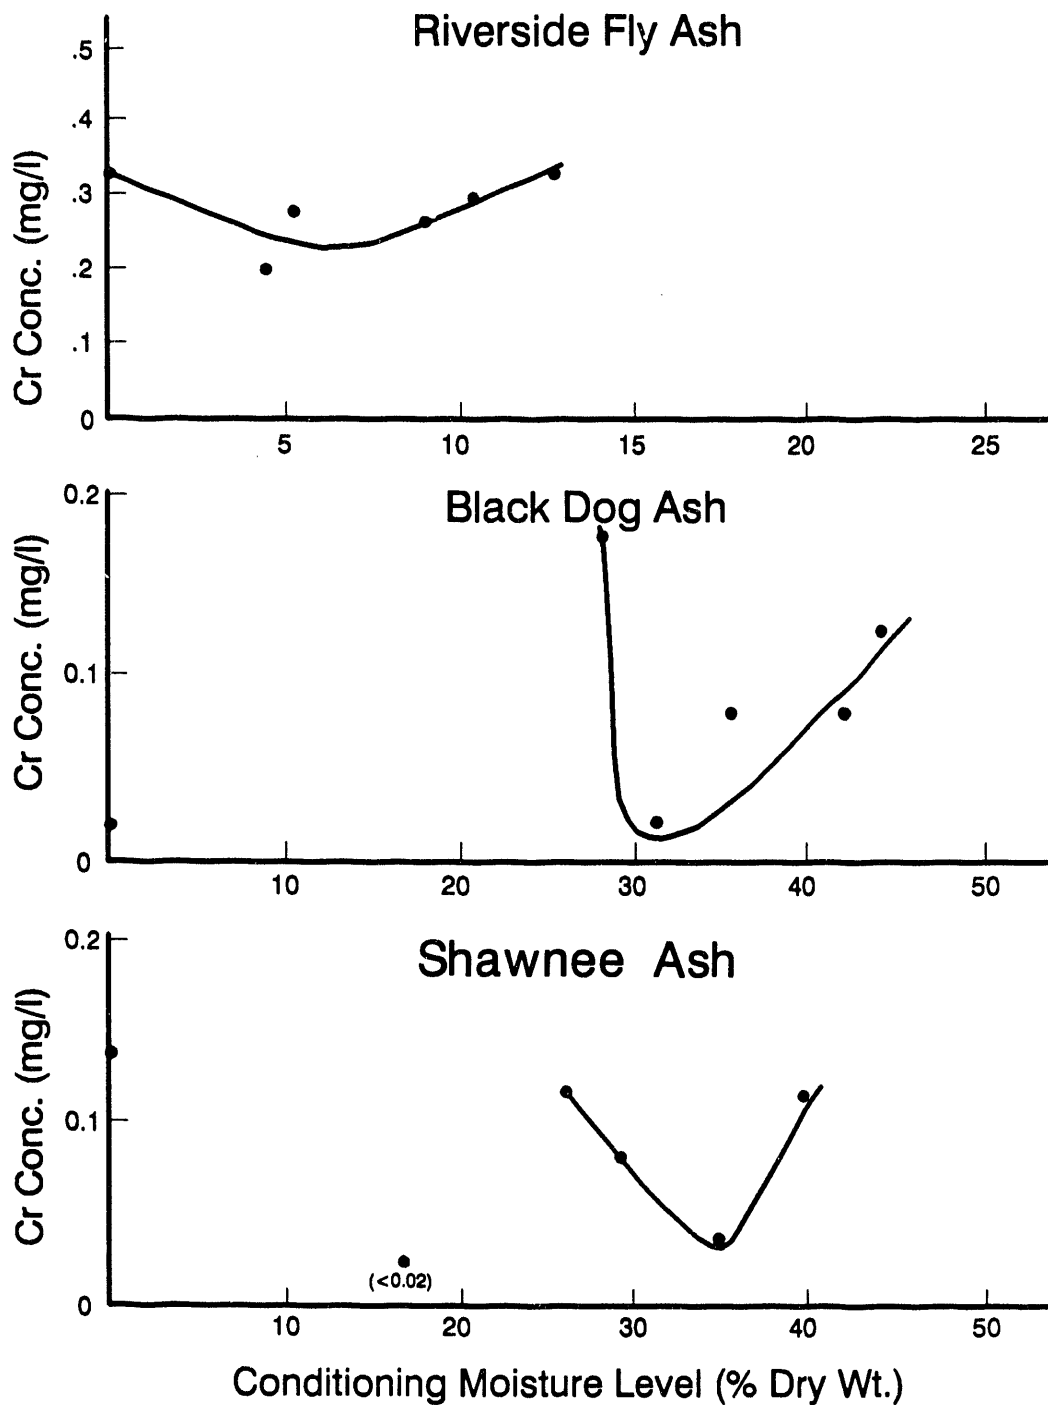 Riverside Fly Ash
.5
.4
.3
.2
.1
0
Cr Conc. (mg/l)
5 10 15 20 25
Black Dog Ash
0.2
0.1
0
Cr Conc. (mg/l)
10 20 30 40 50
Shawnee Ash
0.2
0.1
0
Cr Conc. (mg/l)
(<0.02)
10 20 30 40 50
Conditioning Moisture Level (% Dry Wt.)